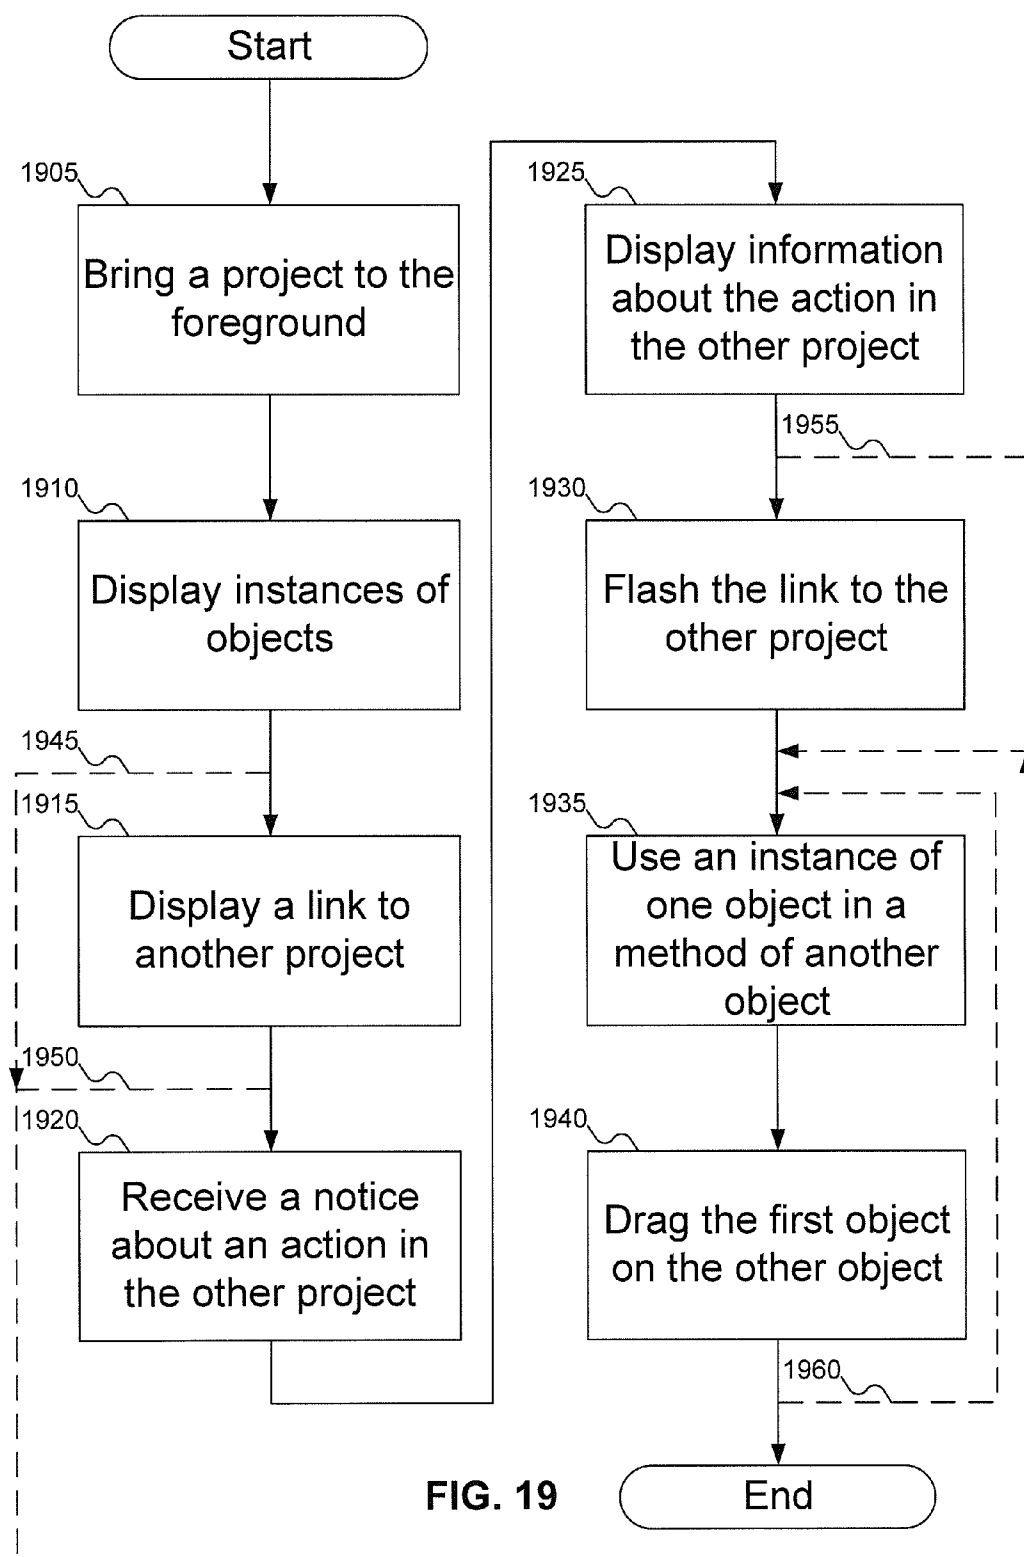 Start
1905
Bring a project to the
foreground
1910
Display instances of
objects
1945
1915
Display a link to
another project
1950
1920
Receive a notice
about an action in
the other project
1925
Display information
about the action in
the other project
1955
1930
Flash the link to the
other project
1935
Use an instance of
one object in a
method of another
object
1940
Drag the first object
on the other object
1960
End
FIG. 19